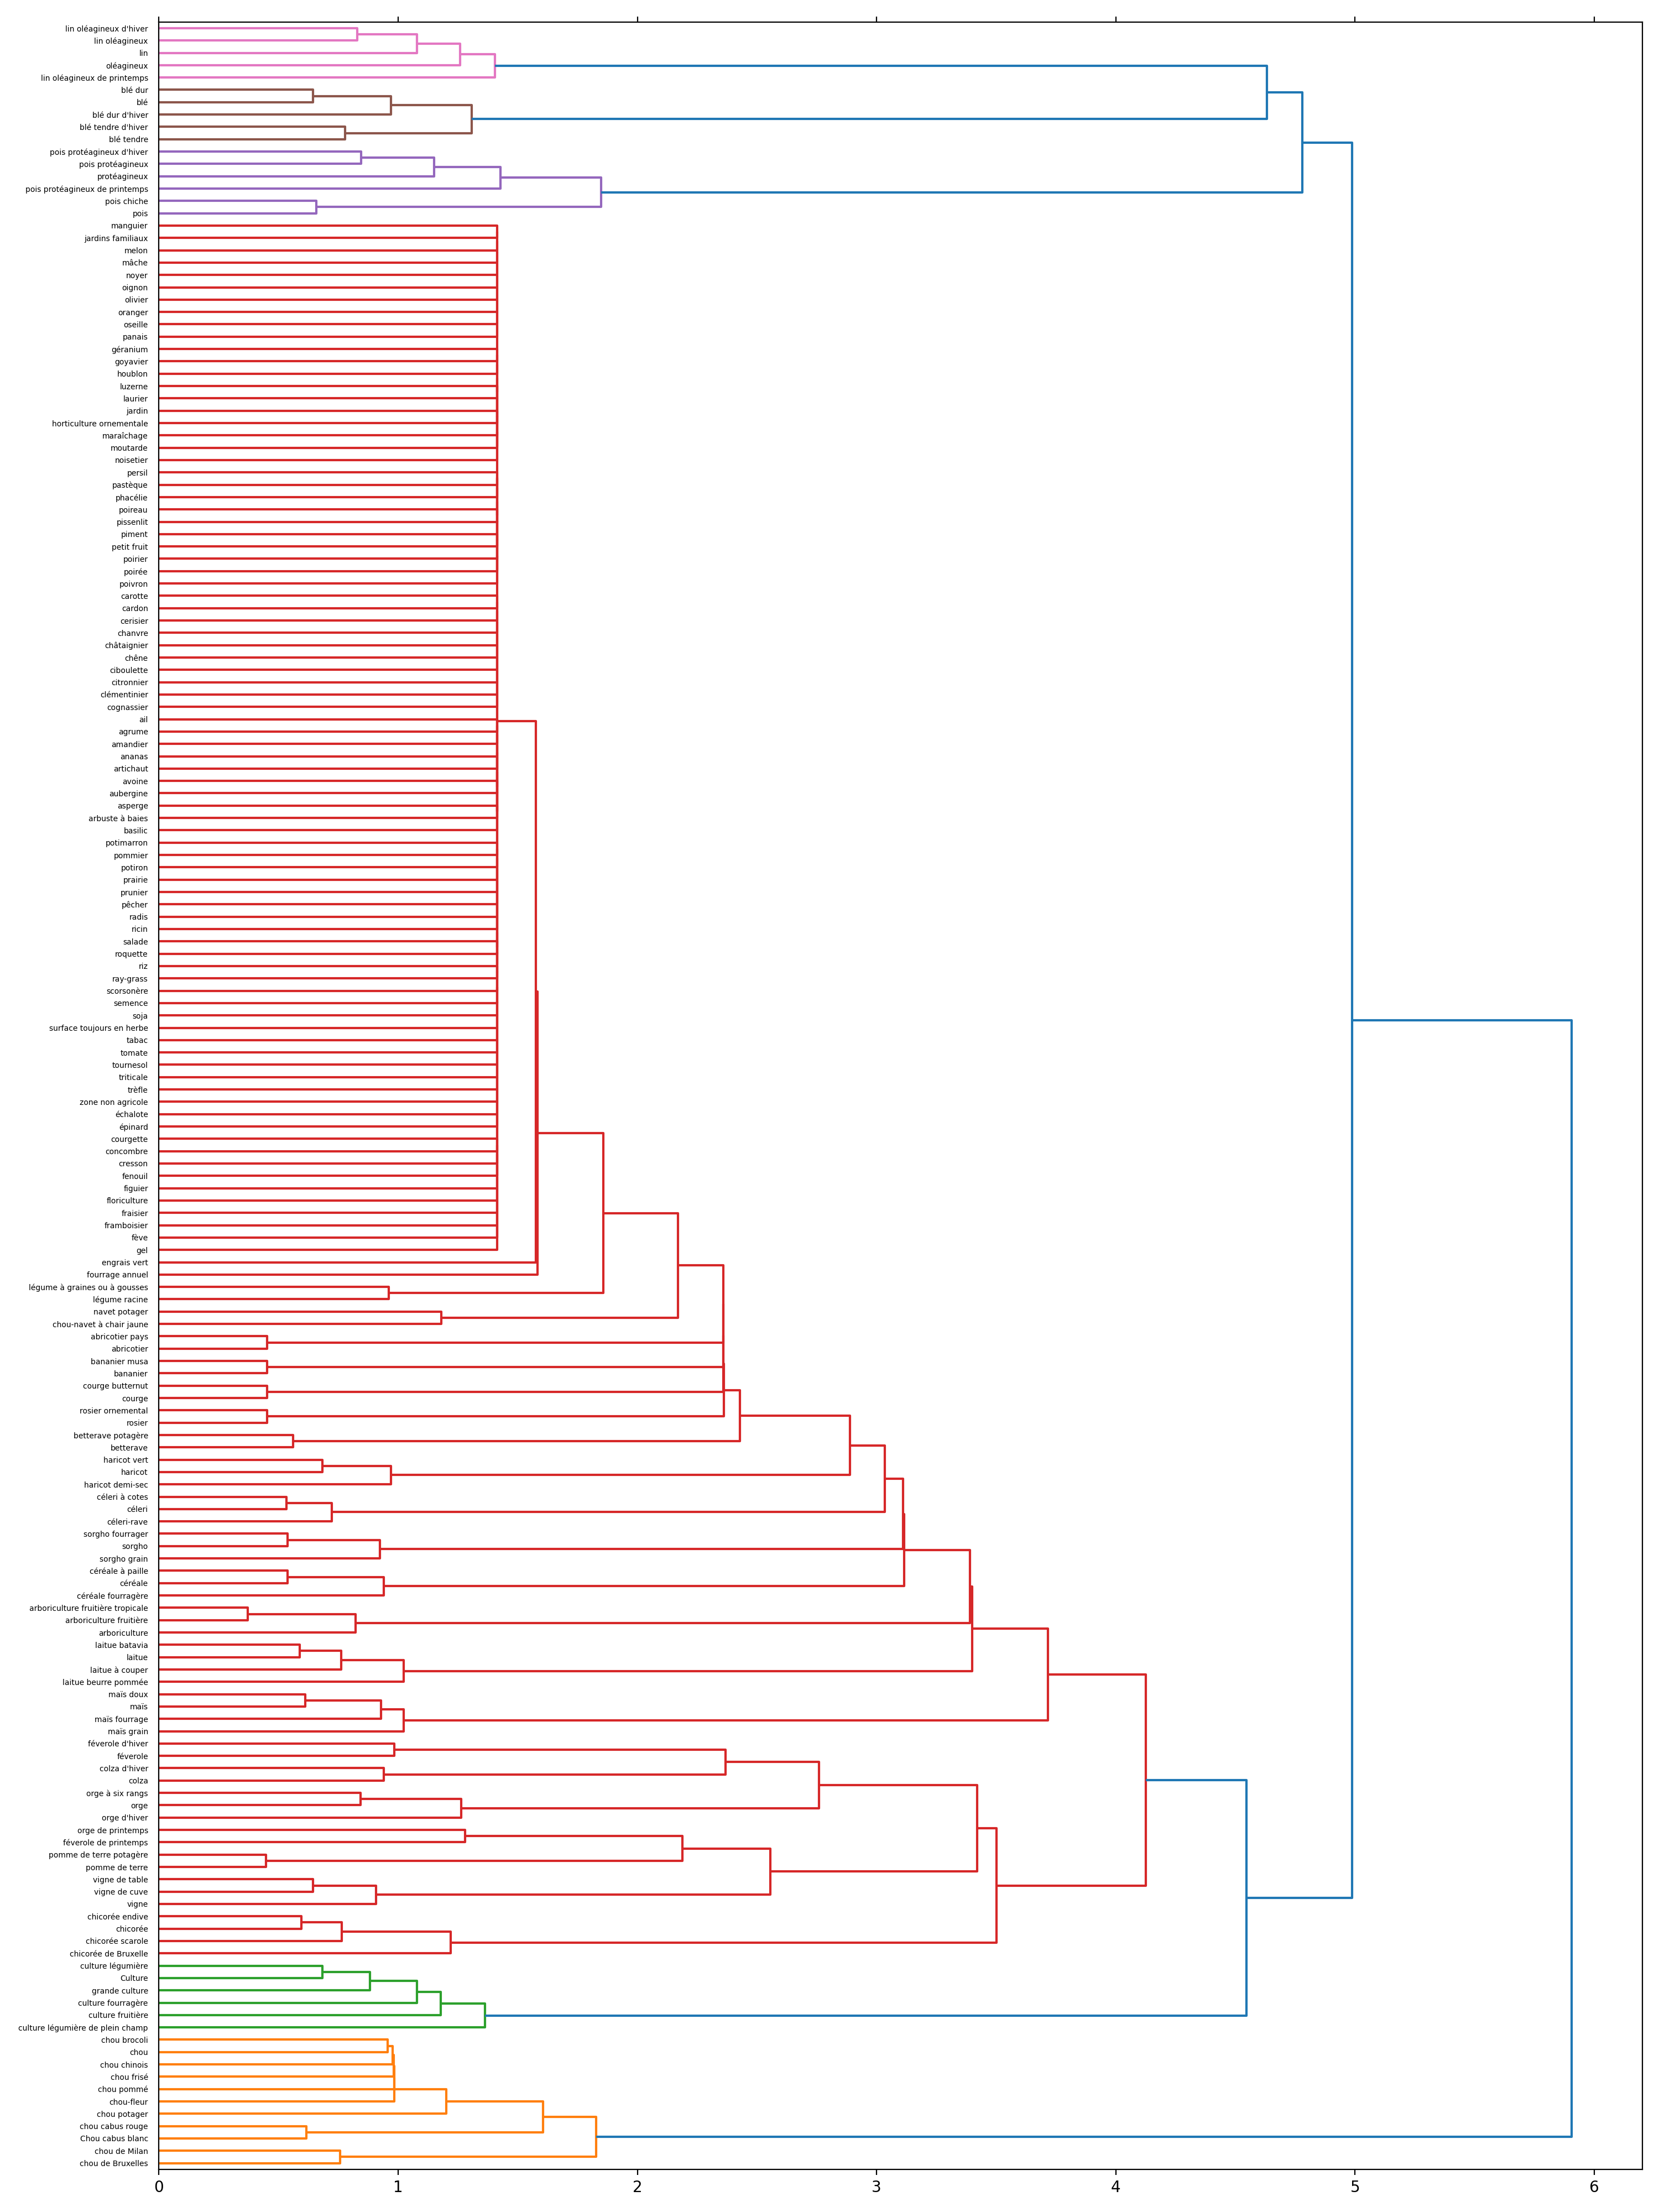 lin oléagineux d'hiver
lin oléagineux
lin
oléagineux
lin oléagineux de printemps
blé dur
blé
blé dur d'hiver
blé tendre d'hiver
blé tendre
pois protéagineux d'hiver
pois protéagineux
protéagineux
pois protéagineux de printemps
pois chiche
pois
manguier
jardins familiaux
melon
mâche
noyer
oignon
olivier
oranger
oseille
panais
géranium
goyavier
houblon
luzerne
laurier
jardin
horticulture ornementale
maraîchage
moutarde
noisetier
persil
pastèque
phacélie
poireau
pissenlit
piment
petit fruit
poirier
poirée
poivron
carotte
cardon
cerisier
chanvre
châtaignier
chêne
ciboulette
citronnier
clémentinier
cognassier
ail
agrume
amandier
ananas
artichaut
avoine
aubergine
asperge
arbuste à baies
basilic
potimarron
pommier
potiron
prairie
prunier
pêcher
radis
ricin
salade
roquette
riz
ray-grass
scorsonère
semence
soja
surface toujours en herbe
tabac
tomate
tournesol
triticale
trèfle
zone non agricole
échalote
épinard
courgette
concombre
cresson
fenouil
figuier
floriculture
fraisier
framboisier
fève
gel
engrais vert
fourrage annuel
légume à graines ou à gousses
légume racine
navet potager
chou-navet à chair jaune
abricotier pays
abricotier
bananier musa
bananier
courge butternut
courge
rosier ornemental
rosier
betterave potagère
betterave
haricot vert
haricot
haricot demi-sec
céleri à cotes
céleri
céleri-rave
sorgho fourrager
sorgho
sorgho grain
céréale à paille
céréale
céréale fourragère
arboriculture fruitière tropicale
arboriculture fruitière
arboriculture
laitue batavia
laitue
laitue à couper
laitue beurre pommée
maïs doux
maïs
maïs fourrage
maïs grain
féverole d'hiver
féverole
colza d'hiver
colza
orge à six rangs
orge
orge d'hiver
orge de printemps
féverole de printemps
pomme de terre potagère
pomme de terre
vigne de table
vigne de cuve
vigne
chicorée endive
chicorée
chicorée scarole
chicorée de Bruxelle
culture légumière
Culture
grande culture
culture fourragère
culture fruitière
culture légumière de plein champ
chou brocoli
chou
chou chinois
chou frisé
chou pommé
chou-fleur
chou potager
chou cabus rouge
Chou cabus blanc
chou de Milan
chou de Bruxelles
0 1 2 3 4 5 6